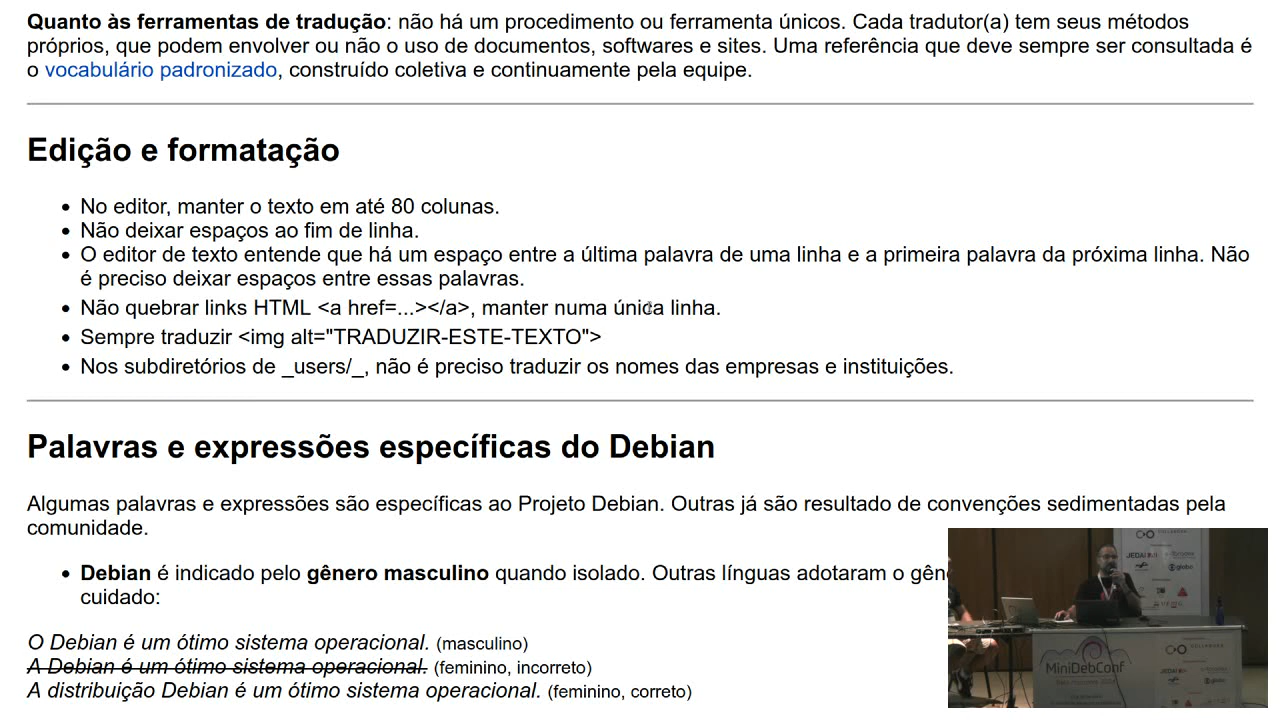 Quanto às ferramentas de tradução: não há um procedimento ou ferramenta únicos. Cada tradutor(a) tem seus métodos
próprios, que podem envolver ou não o uso de documentos, softwares e sites. Uma referência que deve sempre ser consultada é
o vocabulário padronizado, construído coletiva e continuamente pela equipe.
Edição e formatação
• No editor, manter o texto em até 80 colunas.
• Não deixar espaços ao fim de linha.
• O editor de texto entende que há um espaço entre a última palavra de uma linha e a primeira palavra da próxima linha. Não
é preciso deixar espaços entre essas palavras.
• Não quebrar links HTML <a href=...></a>, manter numa única linha.
• Sempre traduzir <img alt="TRADUZIR-ESTE-TEXTO">
• Nos subdiretórios de _users/_, não é preciso traduzir os nomes das empresas e instituições.
Palavras e expressões específicas do Debian
Algumas palavras e expressões são específicas ao Projeto Debian. Outras já são resultado de convenções sedimentadas pela
comunidade.
• Debian é indicado pelo gênero masculino quando isolado. Outras línguas adotaram o gên
cuidado:
O Debian é um ótimo sistema operacional. (masculino)
A Debian é um ótimo sistema operacional. (feminino, incorreto)
A distribuição Debian é um ótimo sistema operacional. (feminino, correto)
COLLABORA
JEDAI
globo
MiniDebConf
COLLABORA
JEDAI
globo